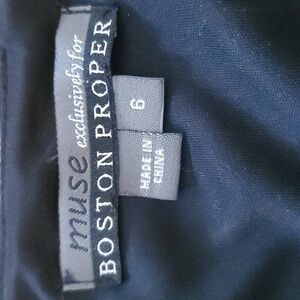 muse exclusively for
BOSTON PROPER
6
MADE IN
CHINA